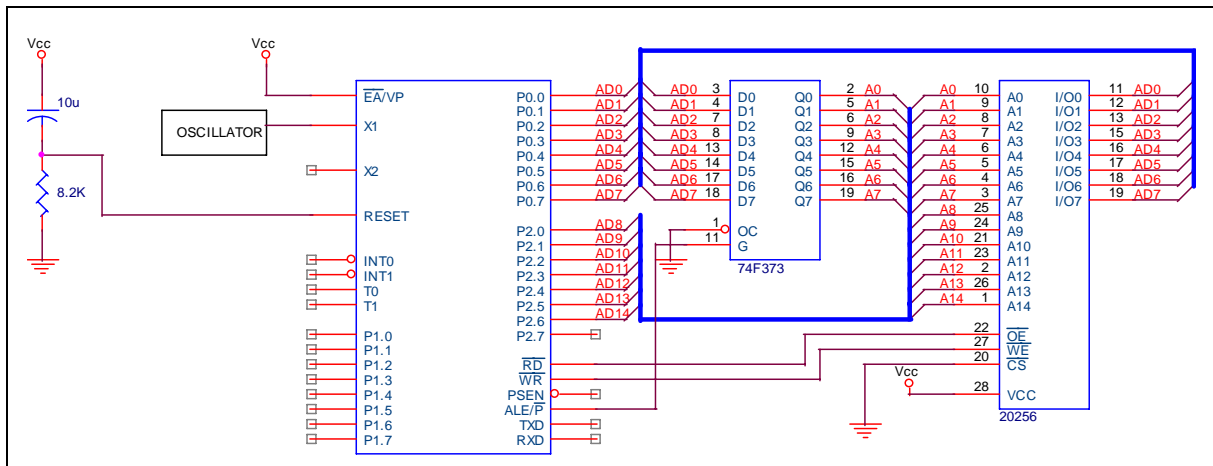 Vcc
10u
8.2K
Vcc
OSCILLATOR
EA/VP
X1
X2
RESET
INT0
INT1
T0
T1
P1.0
P1.1
P1.2
P1.3
P1.4
P1.5
P1.6
P1.7
P0.0
P0.1
P0.2
P0.3
P0.4
P0.5
P0.6
P0.7
P2.0
P2.1
P2.2
P2.3
P2.4
P2.5
P2.6
P2.7
RD
WR
PSEN
ALE/P
TXD
RXD
AD0
AD1
AD2
AD3
AD4
AD5
AD6
AD7
AD8
AD9
AD10
AD11
AD12
AD13
AD14
AD0 3 D0
AD1 4 D1
AD2 7 D2
AD3 8 D3
AD4 13 D4
AD5 14 D5
AD6 17 D6
AD7 18 D7
1 OC
11 G
Q0 2 A0
Q1 5 A1
Q2 6 A2
Q3 9 A3
Q4 12 A4
Q5 15 A5
Q6 16 A6
Q7 19 A7
74F373
A0 10 A0
A1 9 A1
A2 8 A2
A3 7 A3
A4 6 A4
A5 5 A5
A6 4 A6
A7 3 A7
A8 25 A8
A9 24 A9
A10 21 A10
A11 23 A11
A12 2 A12
A13 26 A13
A14 1 A14
22 OE
27 WE
20 CS
Vcc
28 VCC
I/O0 11 AD0
I/O1 12 AD1
I/O2 13 AD2
I/O3 15 AD3
I/O4 16 AD4
I/O5 17 AD5
I/O6 18 AD6
I/O7 19 AD7
20256